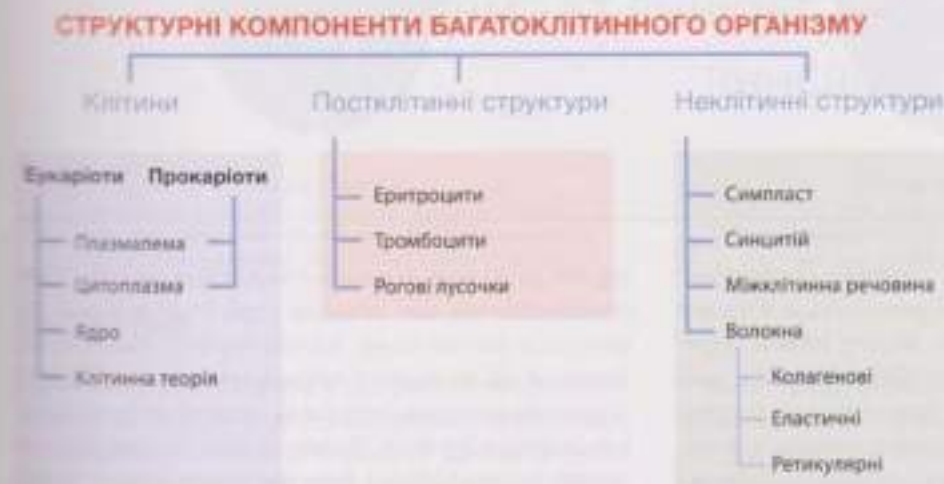 СТРУКТУРНІ КОМПОНЕНТИ БАГАТОКЛІТИННОГО ОРГАНІЗМУ
Клітини
Постклітинні структури
Неклітинні структури
Еукаріоти Прокаріоти
Плазмалема
Цитоплазма
Ядро
Клітинна теорія
Еритроцити
Тромбоцити
Рогові лусочки
Симпласт
Синцитій
Міжклітинна речовина
Волокна
Колагенові
Еластичні
Ретикулярні